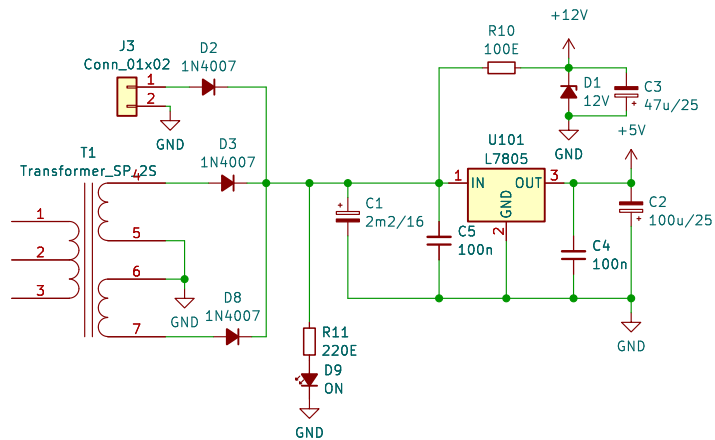 +12V
R10
100E
J3
Conn_01x02
1
2
GND
D2
1N4007
D1
12V
C3
47u/25
+
GND
+5V
T1
Transformer_SP_2S
D3
1N4007
U101
L7805
1
IN
OUT
3
GND
2
4
1
5
2
6
3
7
GND
+
C1
2m2/16
C5
100n
C4
100n
C2
100u/25
+
D8
1N4007
R11
220E
D9
ON
GND
GND